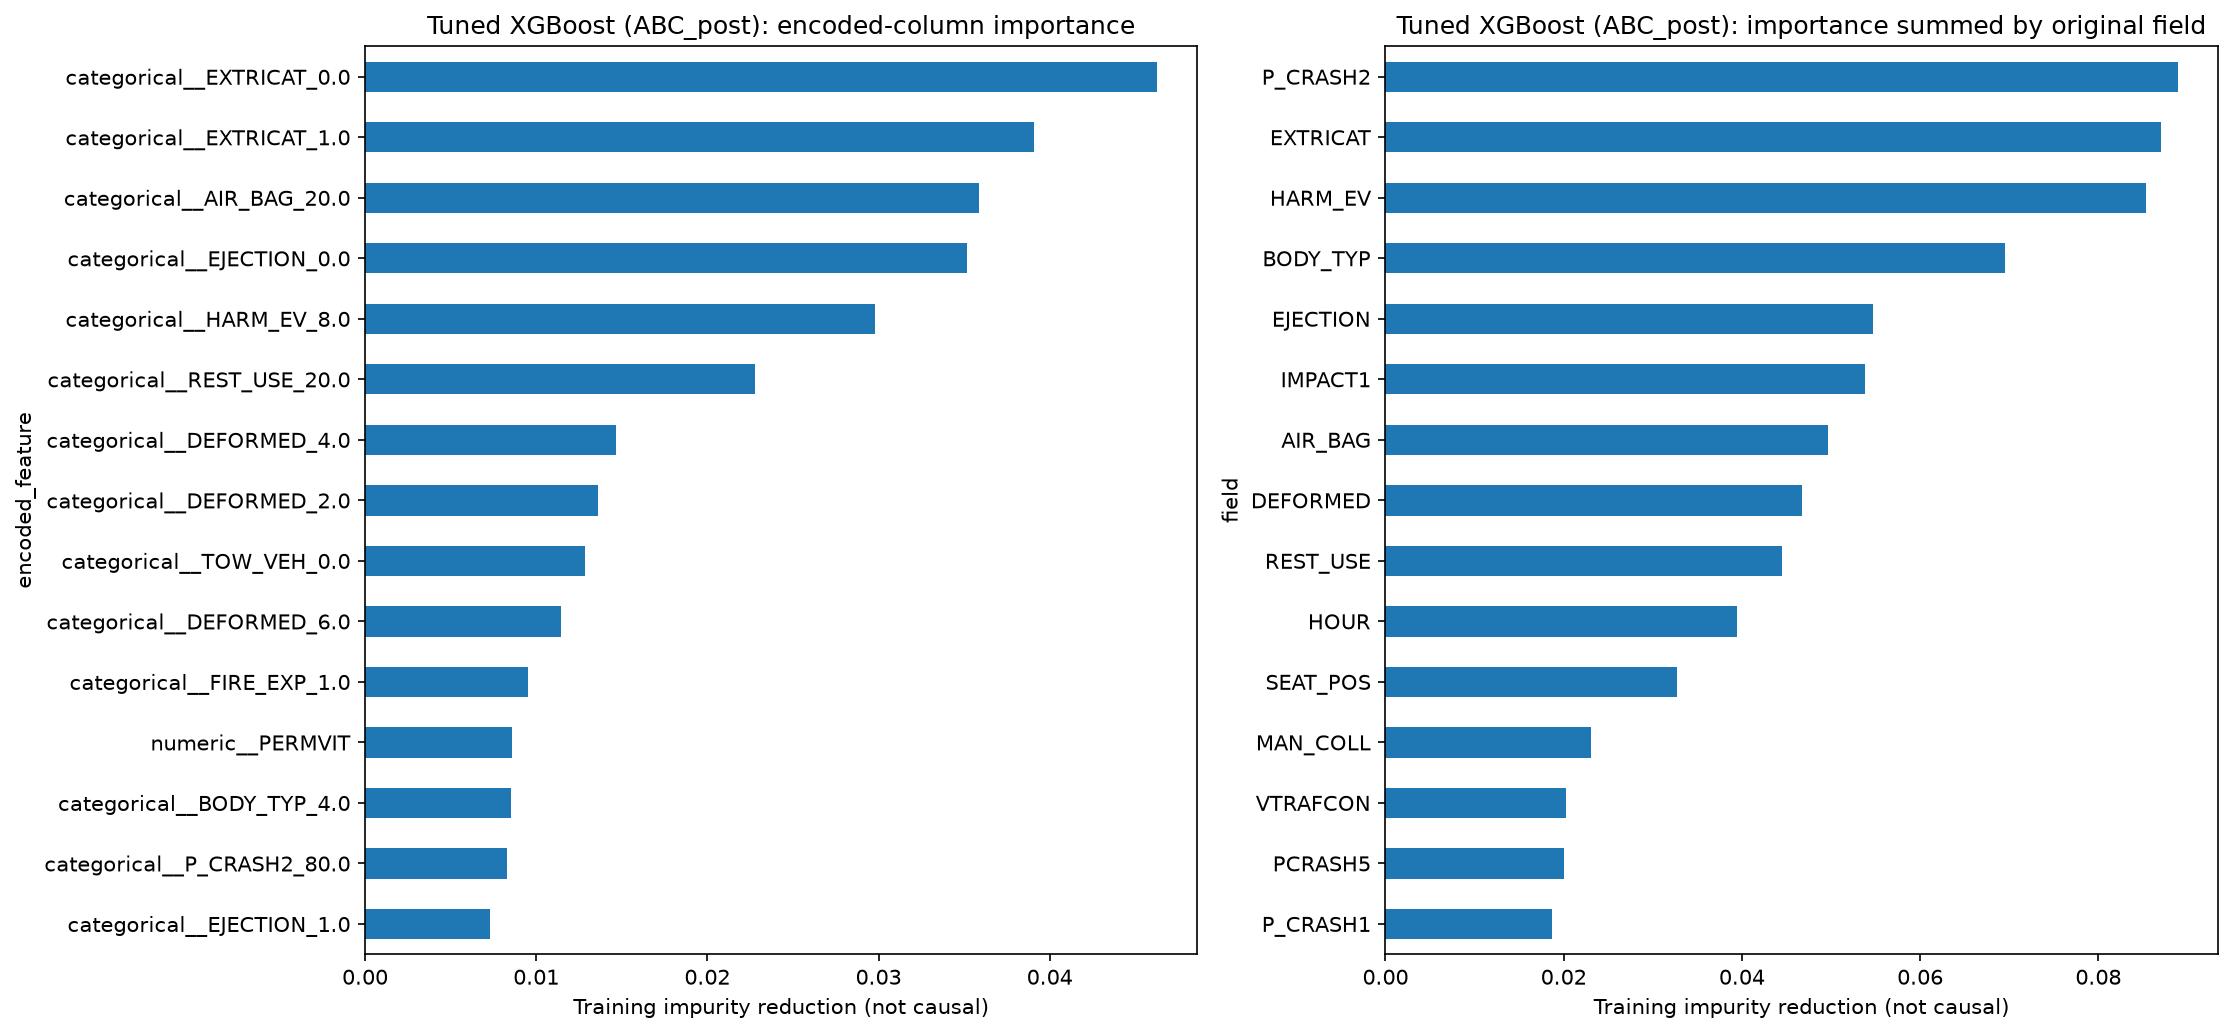 Tuned XGBoost (ABC_post): encoded-column importance
encoded_feature
categorical__EXTRICAT_0.0
categorical__EXTRICAT_1.0
categorical__AIR_BAG_20.0
categorical__EJECTION_0.0
categorical__HARM_EV_8.0
categorical__REST_USE_20.0
categorical__DEFORMED_4.0
categorical__DEFORMED_2.0
categorical__TOW_VEH_0.0
categorical__DEFORMED_6.0
categorical__FIRE_EXP_1.0
numeric__PERMVIT
categorical__BODY_TYP_4.0
categorical__P_CRASH2_80.0
categorical__EJECTION_1.0
0.00 0.01 0.02 0.03 0.04
Training impurity reduction (not causal)
Tuned XGBoost (ABC_post): importance summed by original field
field
P_CRASH2
EXTRICAT
HARM_EV
BODY_TYP
EJECTION
IMPACT1
AIR_BAG
DEFORMED
REST_USE
HOUR
SEAT_POS
MAN_COLL
VTRAFCON
PCRASH5
P_CRASH1
0.00 0.02 0.04 0.06 0.08
Training impurity reduction (not causal)